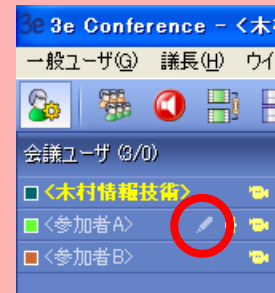 3e 3e Conference - <木
一般ユーザ(G) 議長(H) ウイ
会議ユーザ (3/0)
<木村情報技術>
<参加者A>
<参加者B>